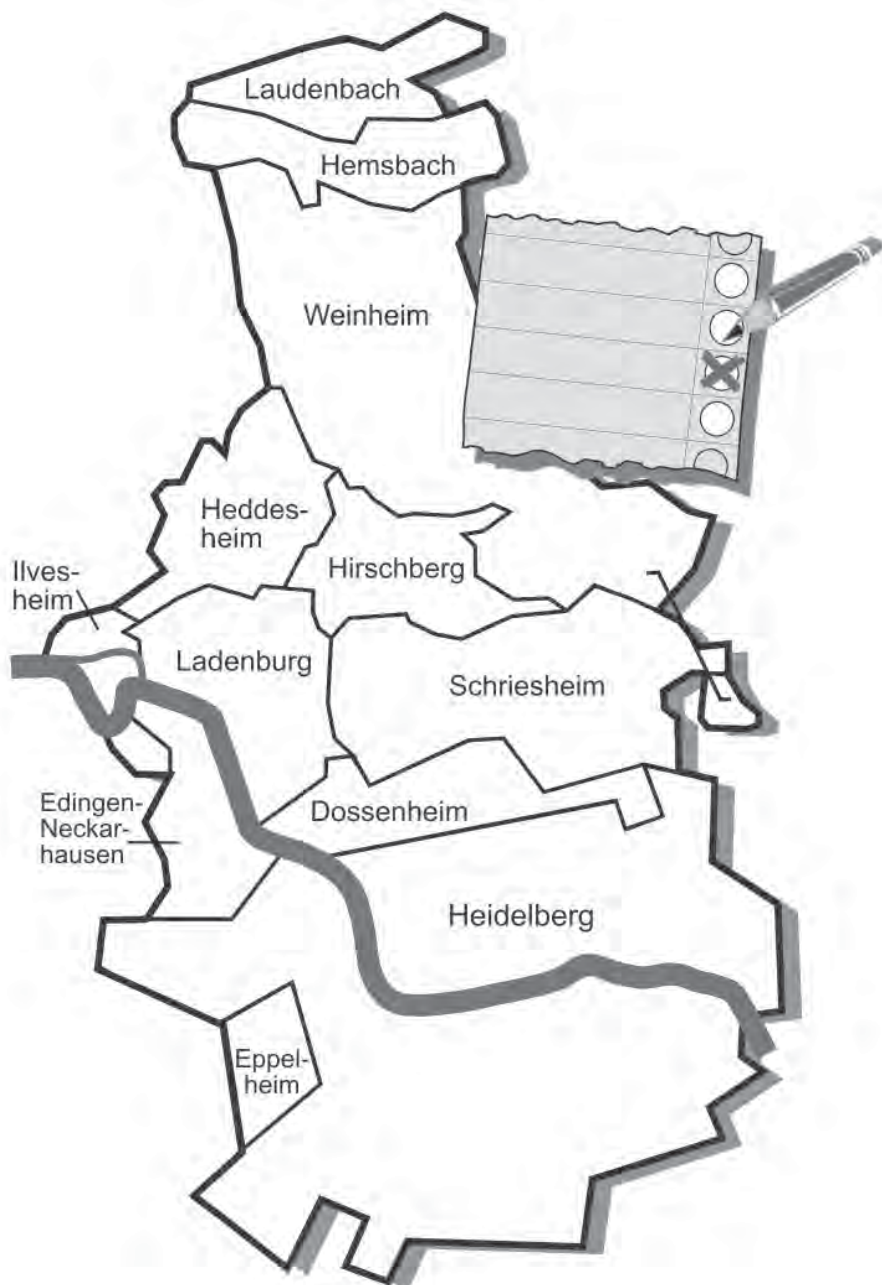 Laudenbach
Hemsbach
Weinheim
Heddes-
heim
Ilves-
heim
Hirschberg
Ladenburg
Schriesheim
Edingen-
Neckar-
hausen
Dossenheim
Heidelberg
Eppel-
heim